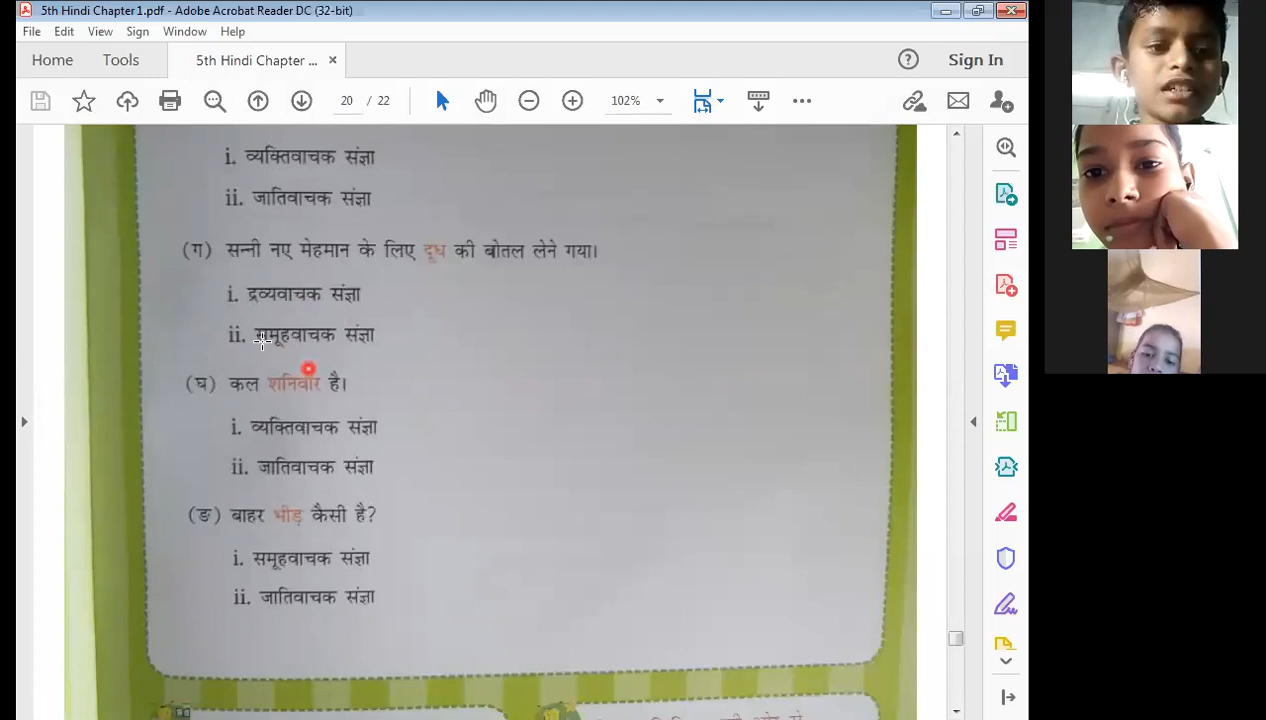 5th Hindi Chapter 1.pdf - Adobe Acrobat Reader DC (32-bit)
File Edit View Sign Window Help
Home Tools 5th Hindi Chapter ... × Sign In
20 / 22 102%
i. व्यक्तिवाचक संज्ञा
ii. जातिवाचक संज्ञा
(ग) सन्नी नए मेहमान के लिए दूध की बोतल लेने गया।
i. द्रव्यवाचक संज्ञा
ii. समूहवाचक संज्ञा
(घ) कल शनिवार है।
i. व्यक्तिवाचक संज्ञा
ii. जातिवाचक संज्ञा
(ङ) बाहर भीड़ कैसी है?
i. समूहवाचक संज्ञा
ii. जातिवाचक संज्ञा